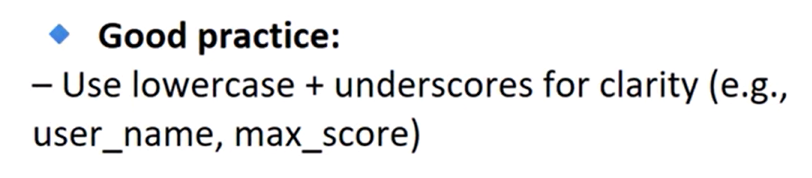 Good practice:
– Use lowercase + underscores for clarity (e.g.,
user_name, max_score)